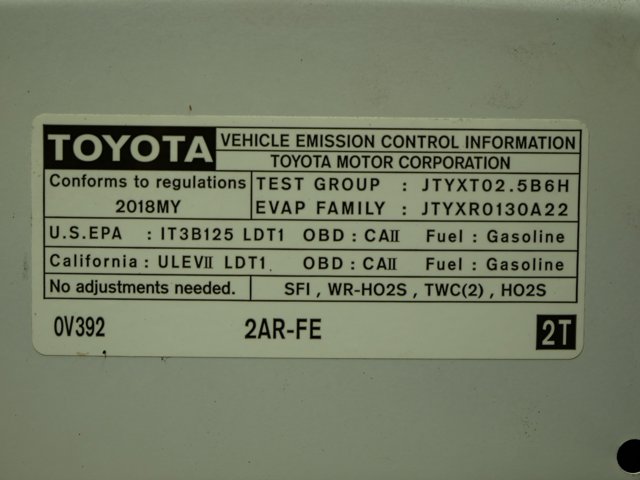 TOYOTA VEHICLE EMISSION CONTROL INFORMATION
TOYOTA MOTOR CORPORATION
Conforms to regulations TEST GROUP : JTYXT02.5B6H
2018MY EVAP FAMILY : JTYXR0130A22
U.S.EPA : IT3B125 LDT1 OBD : CAII Fuel : Gasoline
California : ULEVII LDT1 OBD : CAII Fuel : Gasoline
No adjustments needed. SFI , WR-HO2S , TWC(2) , HO2S
0V392 2AR-FE 2T